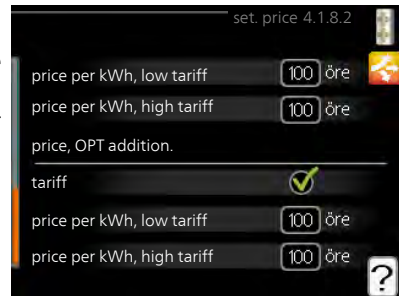 set. price 4.1.8.2
price per kWh, low tariff 100 öre
price per kWh, high tariff 100 öre
price, OPT addition.
tariff
price per kWh, low tariff 100 öre
price per kWh, high tariff 100 öre
?